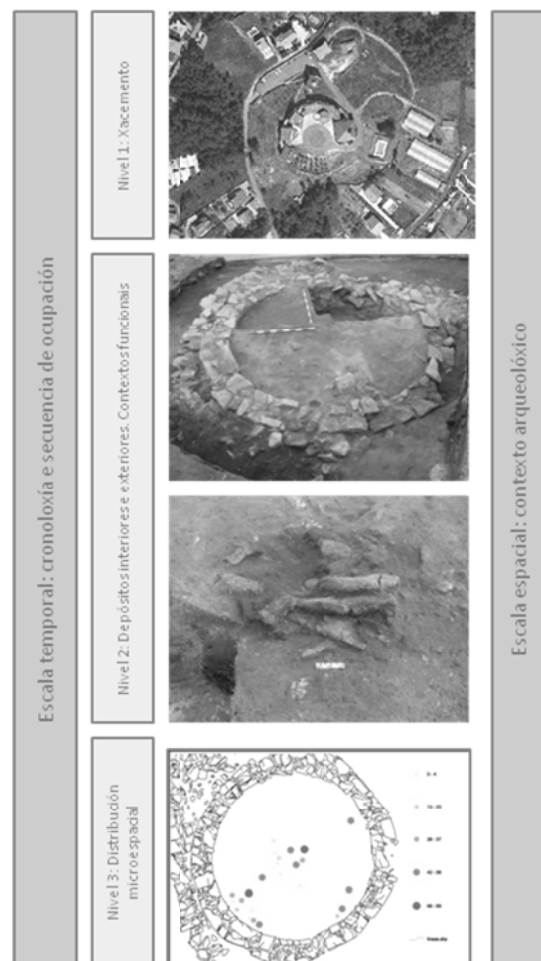 Escala temporal: cronoloxía e secuencia de ocupación
Nivel 1: Xacemento
Nivel 2: Depósitos interiores e exteriores. Contextos funcionais
Nivel 3: Distribución
microespacial
Escala espacial: contexto arqueolóxico